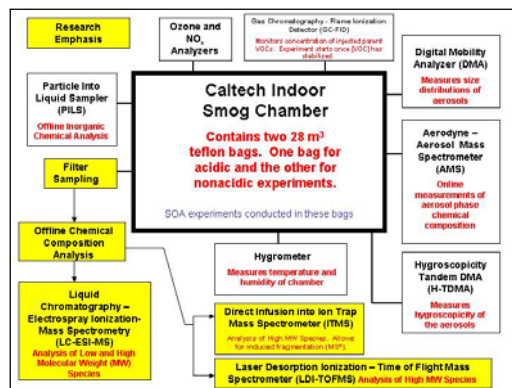 Research
Emphasis
Ozone and
NOx
Analyzers
Gas Chromatography - Flame Ionization
Detector (GC-FID)
Monitors concentration of injected parent
VOCs. Experiment starts once [VOC] has
stabilized.
Digital Mobility
Analyzer (DMA)
Measures size
distributions of
aerosols
Particle Into
Liquid Sampler
(PILS)
Offline Inorganic
Chemical Analysis
Caltech Indoor
Smog Chamber
Contains two 28 m³
teflon bags. One bag for
acidic and the other for
nonacidic experiments.
SOA experiments conducted in these bags
Aerodyne –
Aerosol Mass
Spectrometer
(AMS)
Online
measurements of
aerosol phase
chemical
composition
Filter
Sampling
Offline Chemical
Composition
Analysis
Hygrometer
Measures temperature and
humidity of chamber
Hygroscopicity
Tandem DMA
(H-TDMA)
Measures
hygroscopicity
of the aerosols
Liquid
Chromatography –
Electrospray Ionization-
Mass Spectrometry
(LC-ESI-MS)
Analysis of Low and High
Molecular Weight (MW)
Species
Direct Infusion into Ion Trap
Mass Spectrometer (ITMS)
Analysis of High MW Species. Allows
for induced fragmentation (MSⁿ).
Laser Desorption Ionization – Time of Flight Mass
Spectrometer (LDI-TOFMS) Analysis of High MW Species